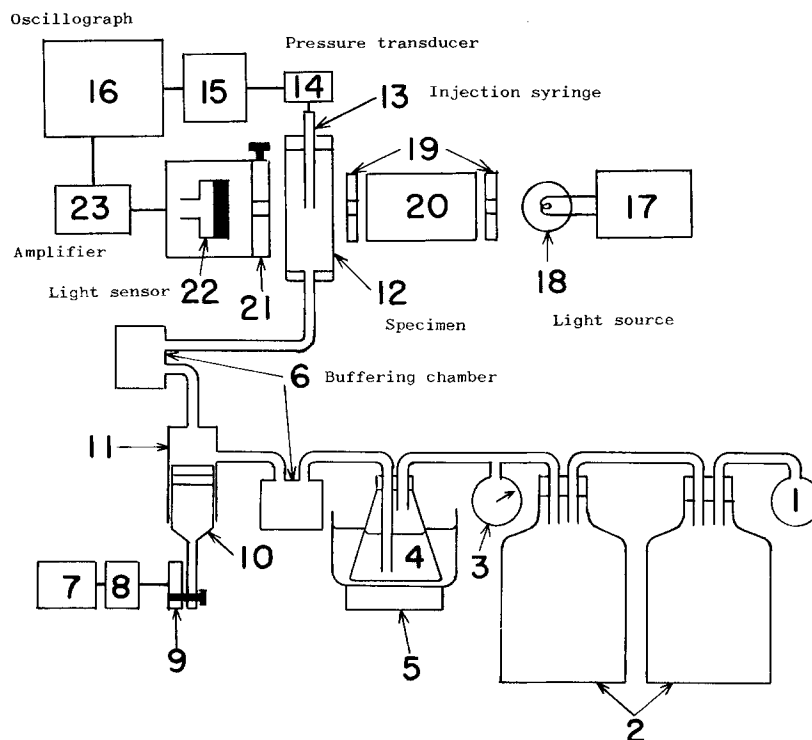 Oscillograph
Pressure transducer
16
15
14
13 Injection syringe
19
20
17
23
22
21
12
18
Amplifier
Light sensor
Specimen
Light source
6 Buffering chamber
11
1
4
3
10
7
8
9
5
2